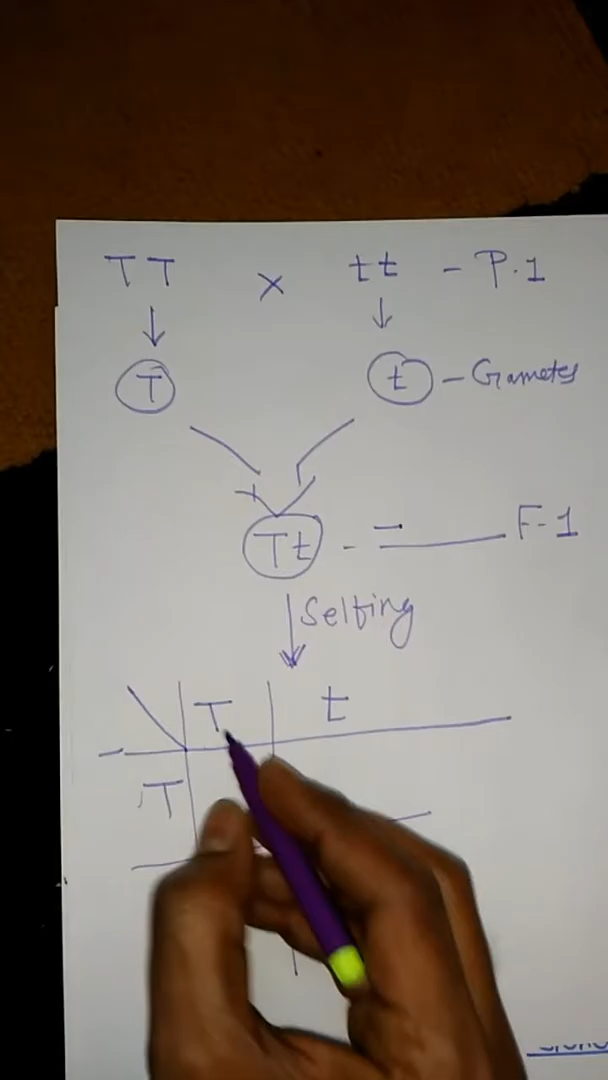 TT × tt - P.1
T t - Gametes
Tt - F-1
Selfing
T t
T